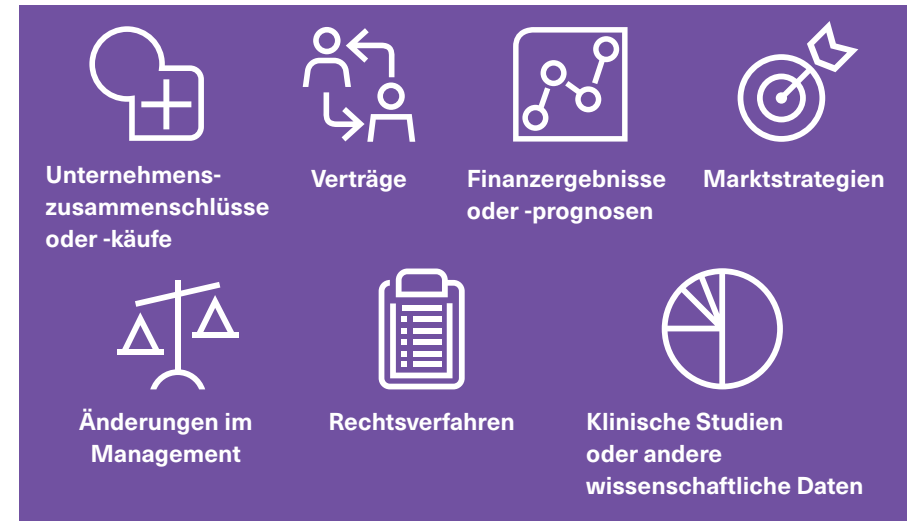 Unternehmens-
zusammenschlüsse
oder -käufe
Verträge
Finanzergebnisse
oder -prognosen
Marktstrategien
Änderungen im
Management
Rechtsverfahren
Klinische Studien
oder andere
wissenschaftliche Daten